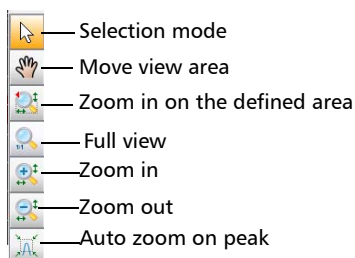 Selection mode
Move view area
Zoom in on the defined area
Full view
Zoom in
Zoom out
Auto zoom on peak